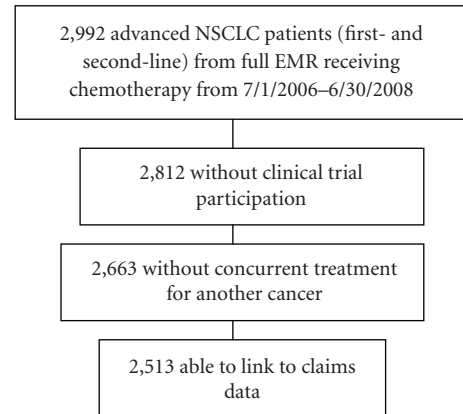 2,992 advanced NSCLC patients (first- and
second-line) from full EMR receiving
chemotherapy from 7/1/2006–6/30/2008
2,812 without clinical trial
participation
2,663 without concurrent treatment
for another cancer
2,513 able to link to claims
data